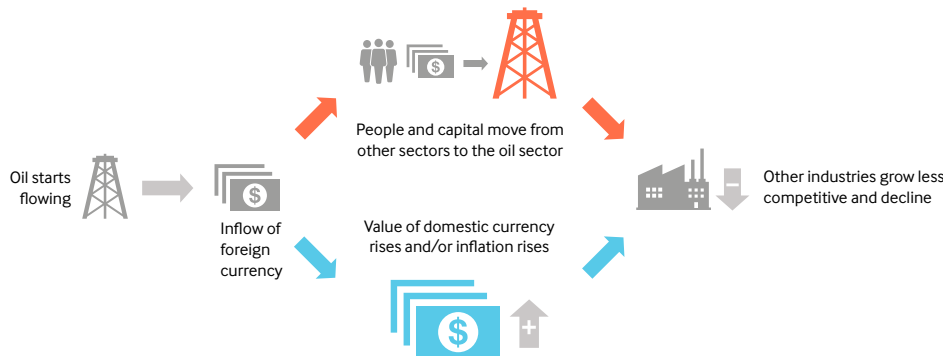 Oil starts
flowing
Inflow of
foreign
currency
$
$
People and capital move from
other sectors to the oil sector
Value of domestic currency
rises and/or inflation rises
$
+
–
Other industries grow less
competitive and decline